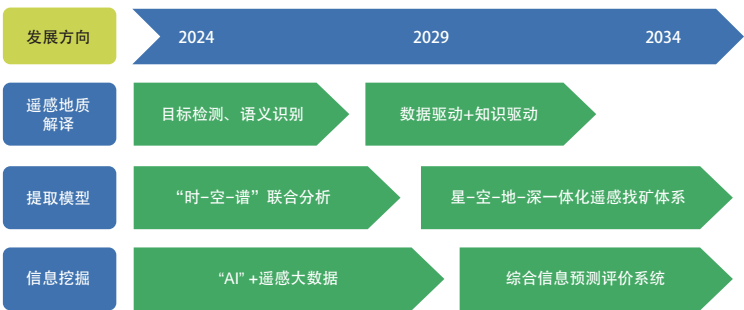 发展方向
2024
2029
2034
遥感地质
解译
目标检测、语义识别
数据驱动+知识驱动
提取模型
“时-空-谱”联合分析
星-空-地-深一体化遥感找矿体系
信息挖掘
“AI”+遥感大数据
综合信息预测评价系统